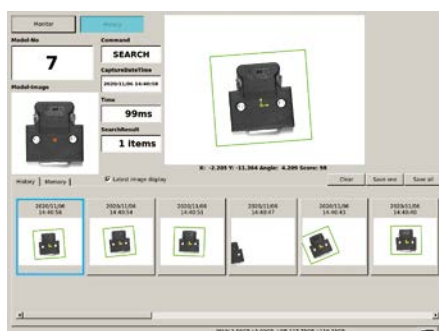 Monitor
History
Model-No
7
Command
SEARCH
CaptureDateTime
2020/11/06 14:40:58
Model-Image
Time
99ms
SearchResult
1 Items
X: -2.205 Y: -11.364 Angle: 4.209 Score: 98
History
Memory
Latest image display
Clear
Save one
Save all
2020/11/06
14:40:58
2020/11/06
14:40:54
2020/11/06
14:40:51
2020/11/06
14:40:47
2020/11/06
14:40:43
2020/11/06
14:40:40